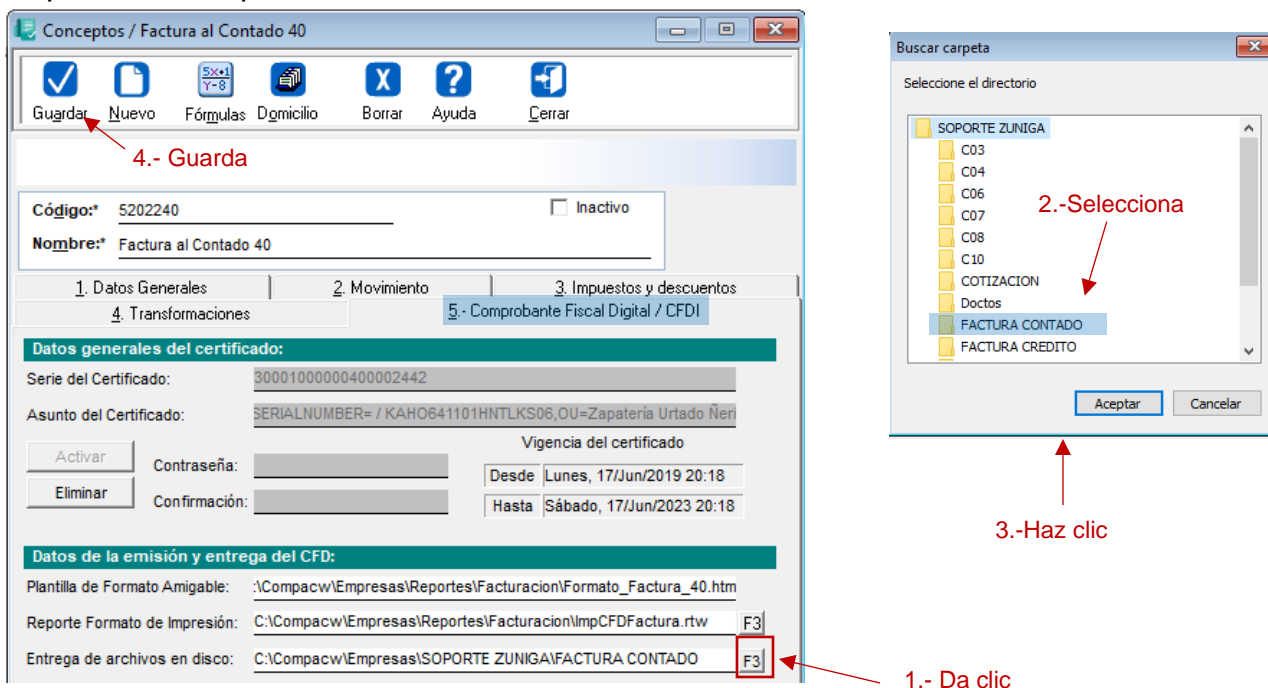 Conceptos / Factura al Contado 40
Guardar Nuevo Fórmulas Domicilio Borrar Ayuda Cerrar
5X+1
Y-8
X
?
4.- Guarda
Código:* 5202240
Inactivo
Nombre:* Factura al Contado 40
1. Datos Generales
2. Movimiento
3. Impuestos y descuentos
4. Transformaciones
5.- Comprobante Fiscal Digital / CFDI
Datos generales del certificado:
Serie del Certificado: 30001000000400002442
Asunto del Certificado: SERIALNUMBER= / KAHO641101HNTLKS06,OU=Zapatería Urtado Ñeri
Vigencia del certificado
Activar
Contraseña:
Desde Lunes, 17/Jun/2019 20:18
Eliminar
Confirmación:
Hasta Sábado, 17/Jun/2023 20:18
Datos de la emisión y entrega del CFD:
Plantilla de Formato Amigable: :\Compacw\Empresas\Reportes\Facturacion\Formato_Factura_40.htm
Reporte Formato de Impresión: C:\Compacw\Empresas\Reportes\Facturacion\ImpCFDFactura.rtw F3
Entrega de archivos en disco: C:\Compacw\Empresas\SOPORTE ZUNIGA\FACTURA CONTADO F3
1.- Da clic
Buscar carpeta
Seleccione el directorio
SOPORTE ZUNIGA
C03
C04
C06
C07
C08
C10
COTIZACION
Doctos
FACTURA CONTADO
FACTURA CREDITO
2.-Selecciona
Aceptar
Cancelar
3.-Haz clic